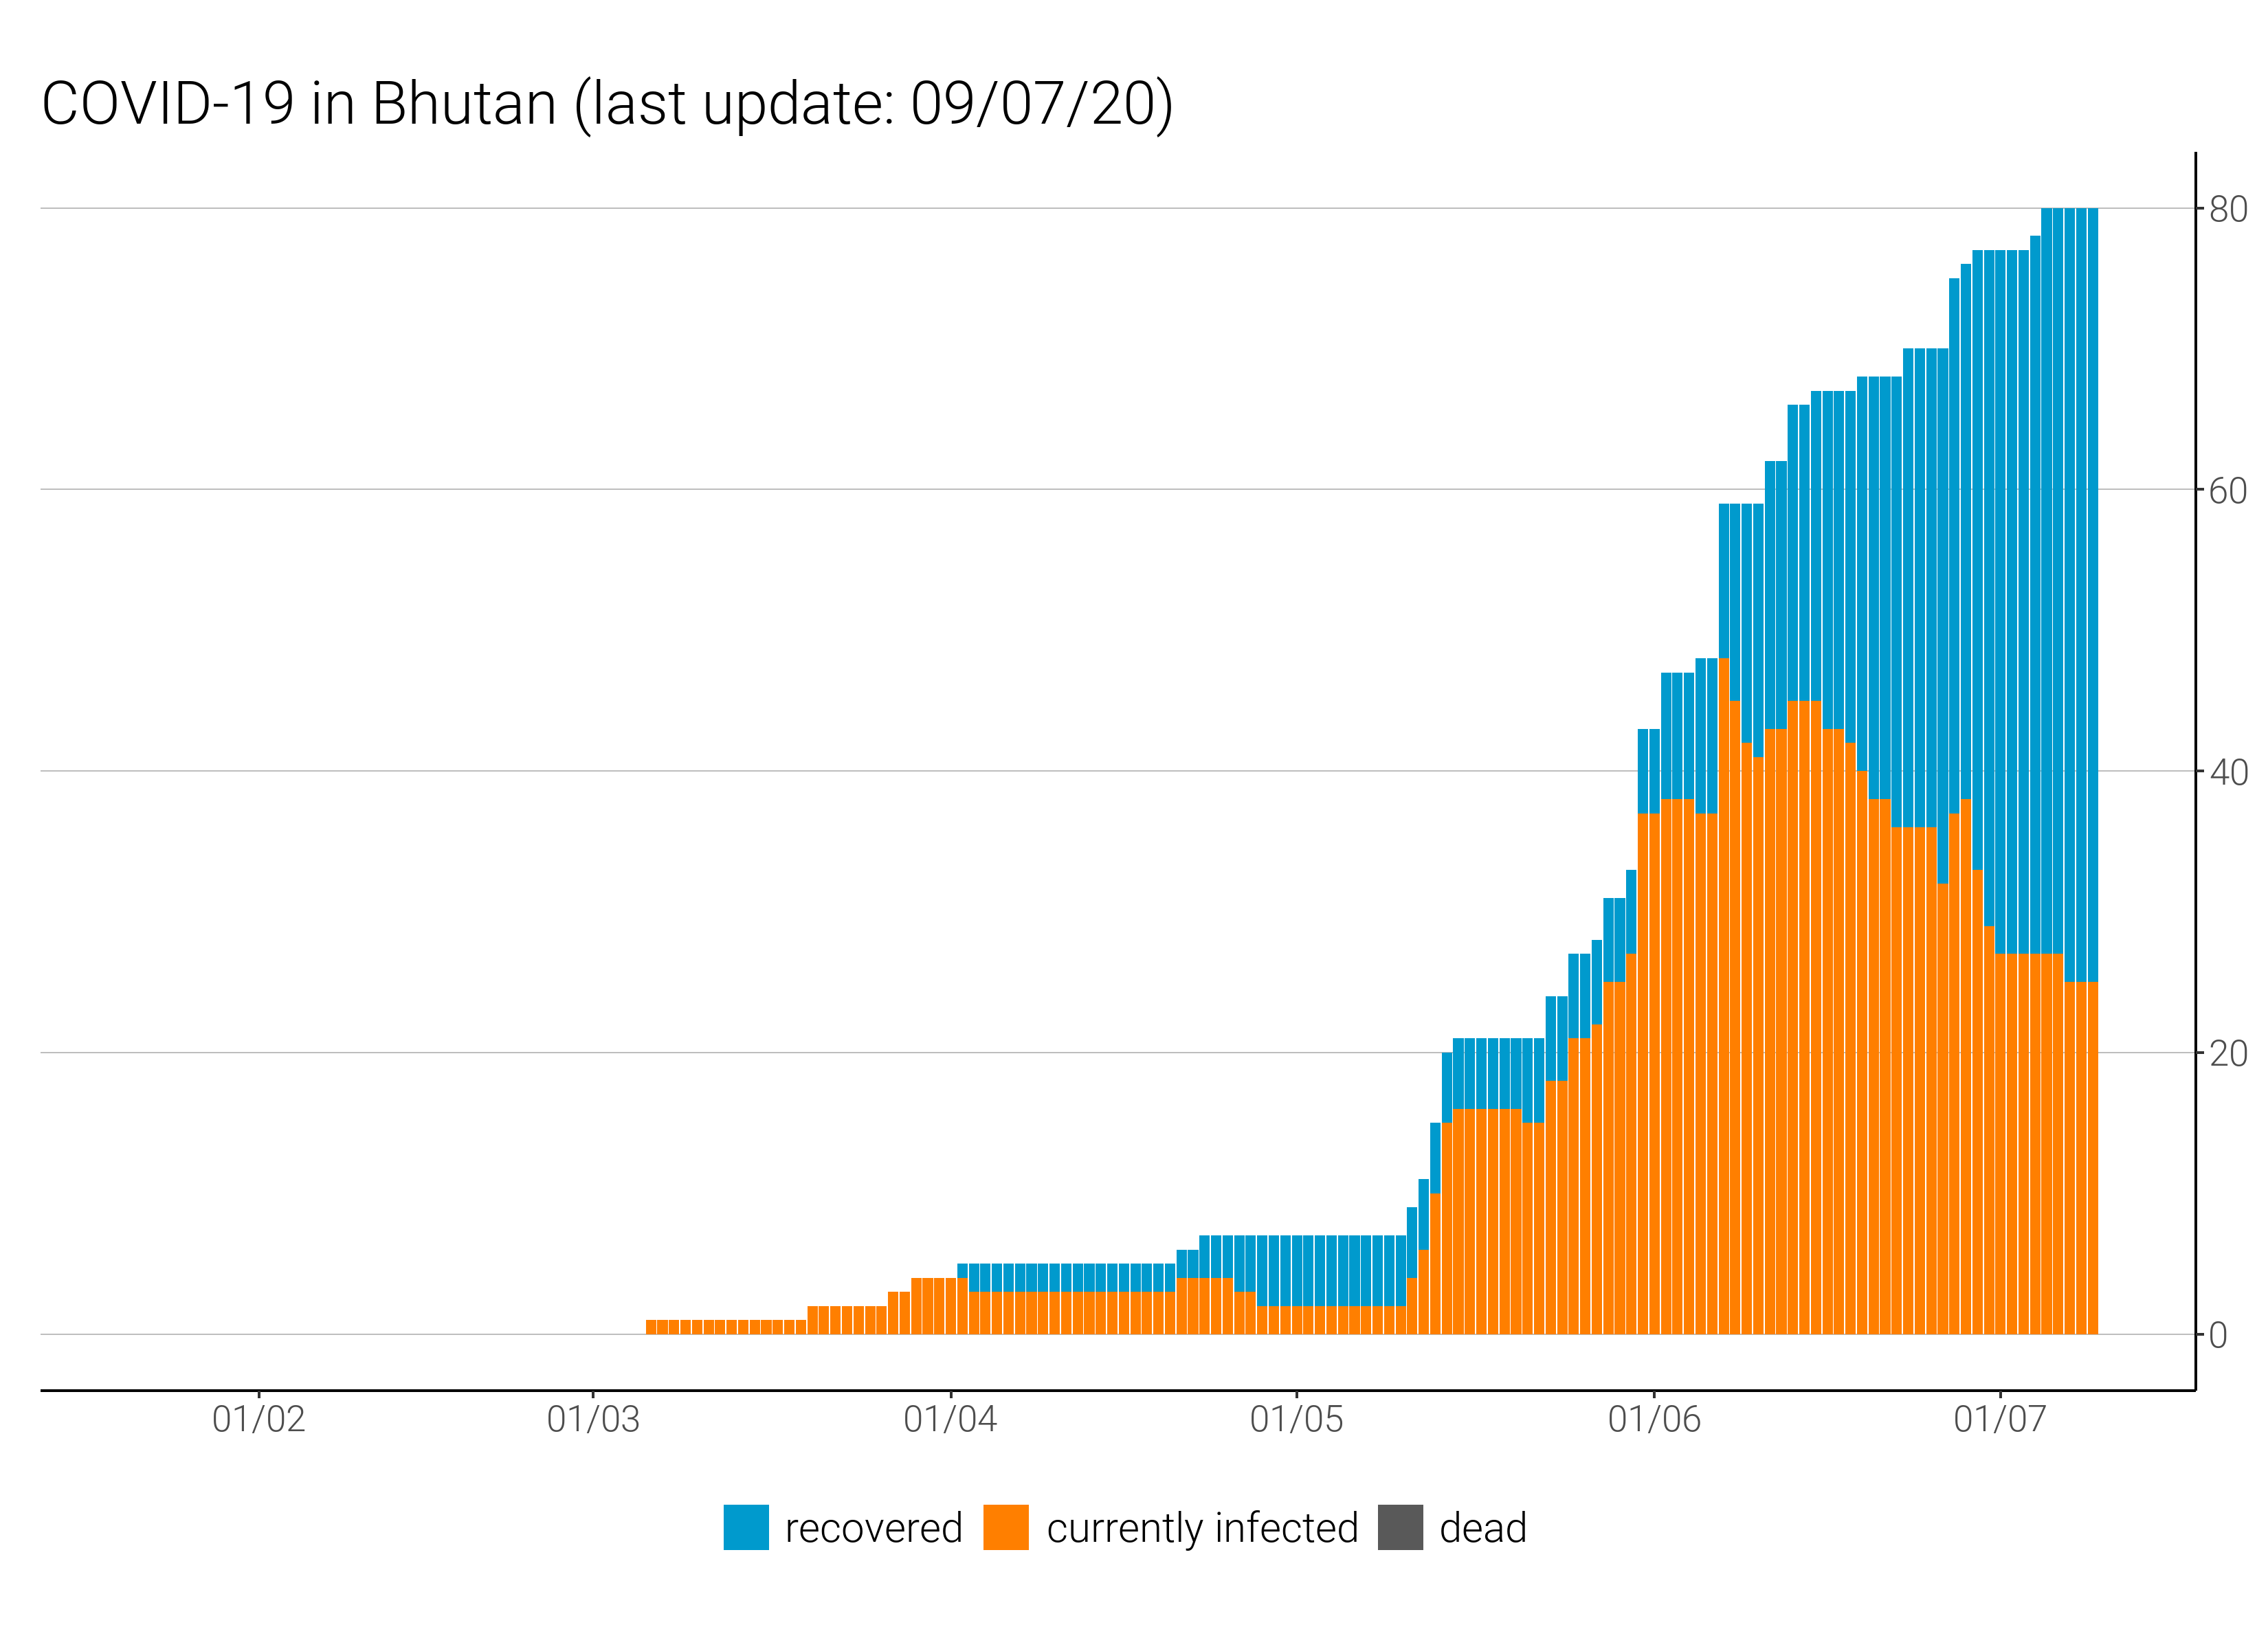 COVID-19 in Bhutan (last update: 09/07/20)
80
60
40
20
0
01/02 01/03 01/04 01/05 01/06 01/07
recovered currently infected dead